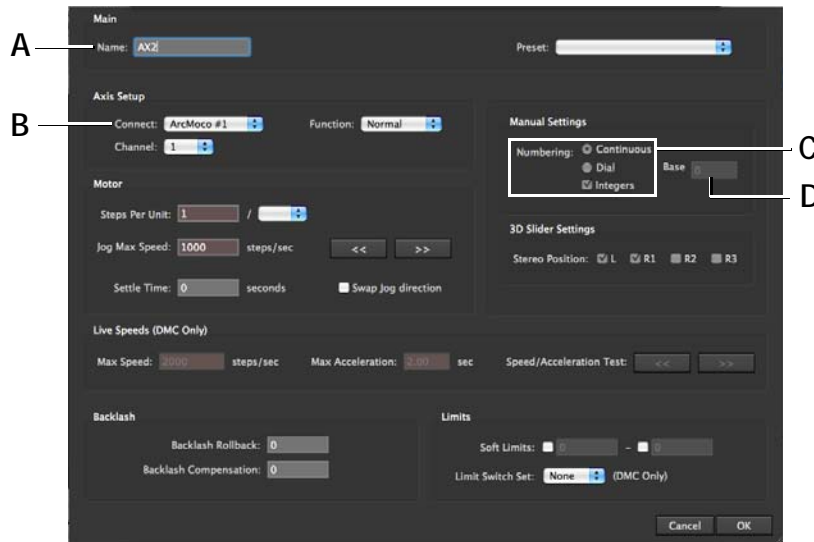 Main
A
Name: AX2
Preset:
Axis Setup
B
Connect: ArcMoco #1
Function: Normal
Channel: 1
Manual Settings
Numbering: Continuous
C
Dial
Integers
Base 0
D
Motor
Steps Per Unit: 1 /
Jog Max Speed: 1000 steps/sec << >>
Settle Time: 0 seconds
Swap Jog direction
3D Slider Settings
Stereo Position: L R1 R2 R3
Live Speeds (DMC Only)
Max Speed: 2000 steps/sec
Max Acceleration: 2.00 sec
Speed/Acceleration Test: << >>
Backlash
Backlash Rollback: 0
Backlash Compensation: 0
Limits
Soft Limits: 0 - 0
Limit Switch Set: None (DMC Only)
Cancel OK